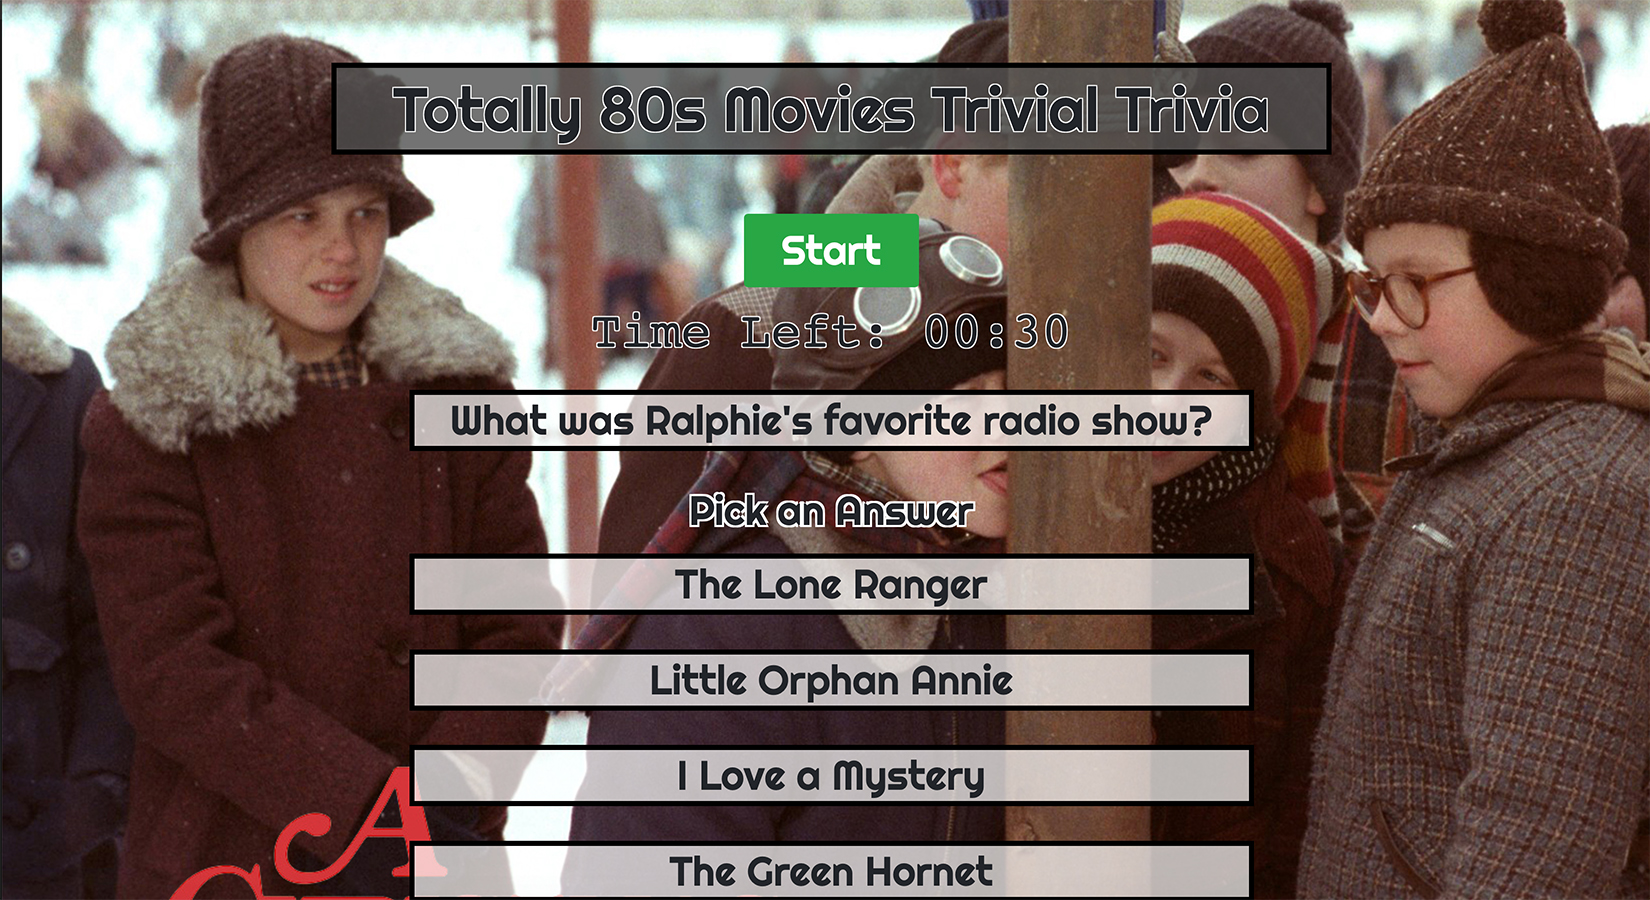 Totally 80s Movies Trivial Trivia
Start
Time Left: 00:30
What was Ralphie's favorite radio show?
Pick an Answer
The Lone Ranger
Little Orphan Annie
I Love a Mystery
The Green Hornet
A